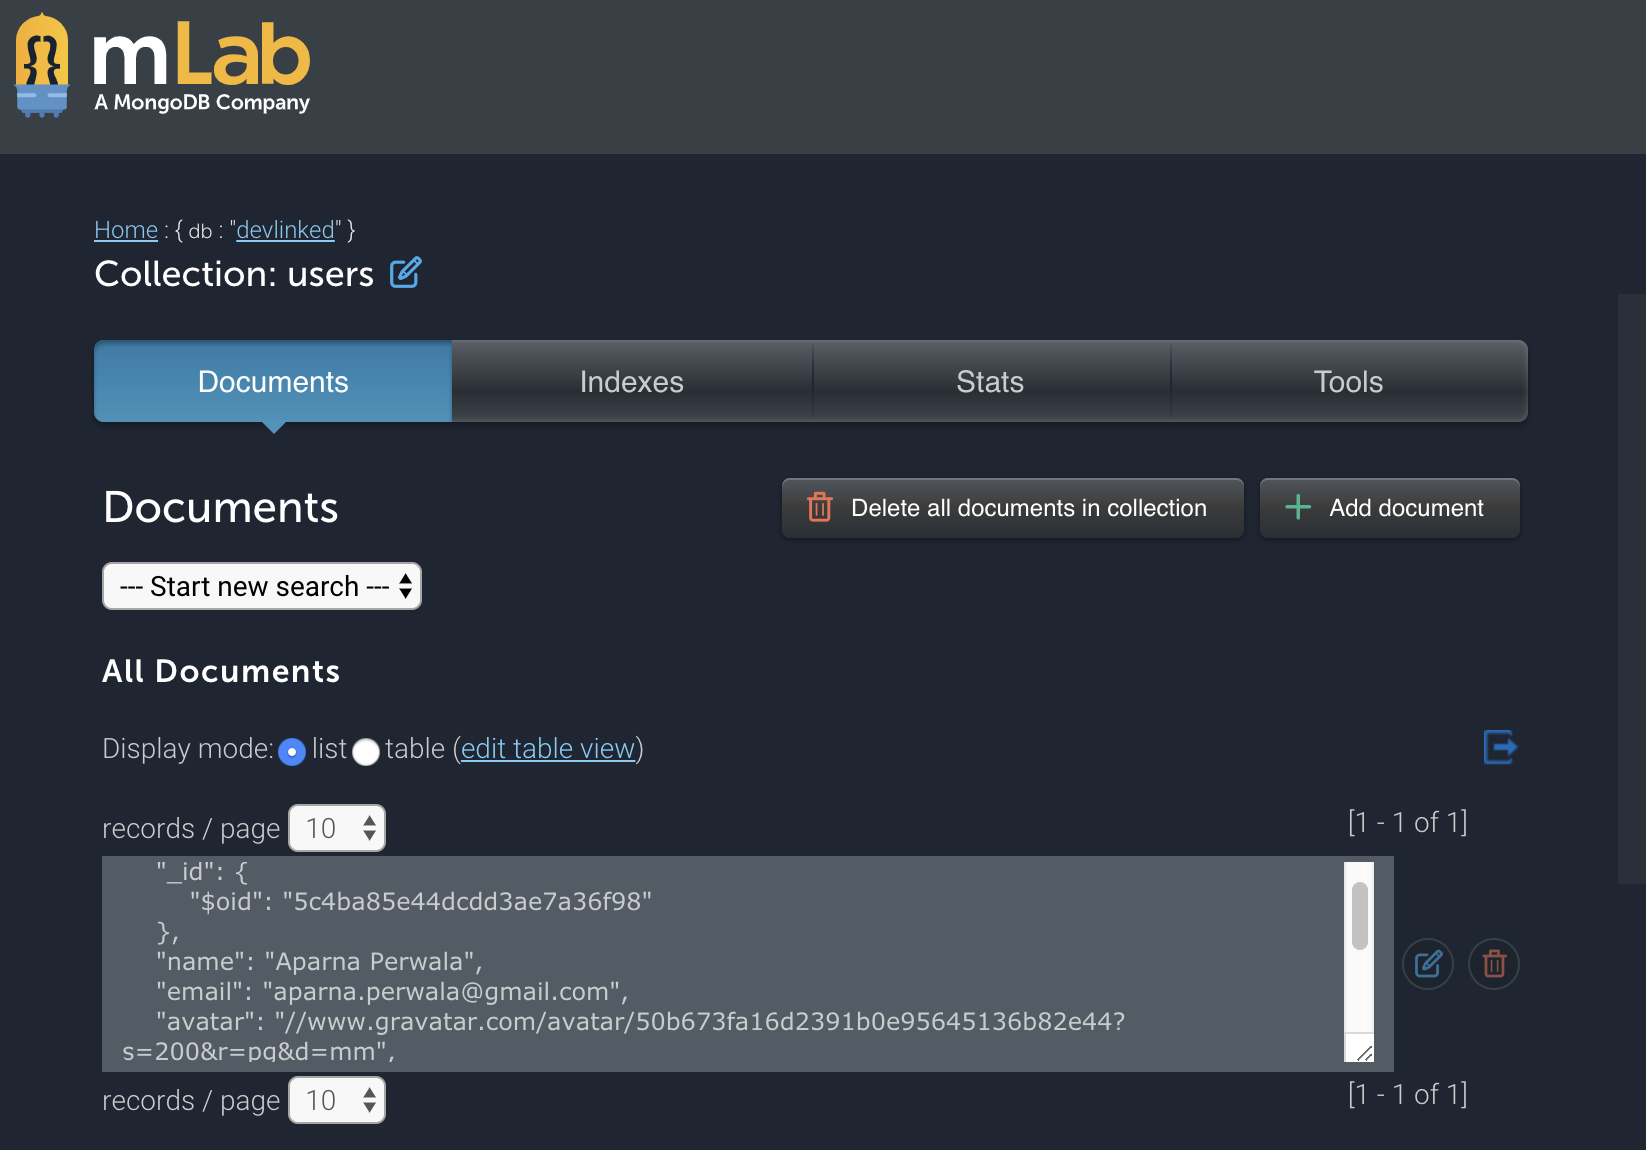 mLab
A MongoDB Company
Home : { db : "devlinked" }
Collection: users
Documents Indexes Stats Tools
Documents Delete all documents in collection Add document
--- Start new search ---
All Documents
Display mode: list table (edit table view)
records / page 10 [1 - 1 of 1]
"_id": {
"$oid": "5c4ba85e44dcdd3ae7a36f98"
},
"name": "Aparna Perwala",
"email": "aparna.perwala@gmail.com",
"avatar": "//www.gravatar.com/avatar/50b673fa16d2391b0e95645136b82e44?
s=200&r=pg&d=mm",
records / page 10 [1 - 1 of 1]